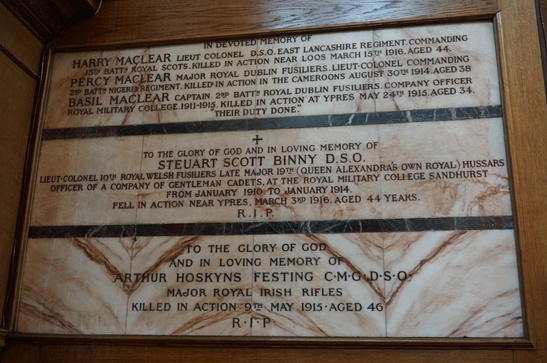 IN DEVOTED MEMORY OF
HARRY MACLEAR LIEUT COLONEL D.S.O. EAST LANCASHIRE REGIMENT. COMMANDING
15TH BATTN ROYAL SCOTS. KILLED IN ACTION NEAR LOOS MARCH 15TH 1916. AGED 44.
PERCY MACLEAR MAJOR ROYAL DUBLIN FUSILIERS. LIEUT-COLONEL COMMANDING
2ND BATTN NIGERIA REGIMENT. KILLED IN ACTION IN THE CAMEROONS AUGUST 30TH 1914. AGED 38
BASIL MACLEAR CAPTAIN 2ND BATTN ROYAL DUBLIN FUSILIERS. COMPANY OFFICER
ROYAL MILITARY COLLEGE 1911-1915. KILLED IN ACTION AT YPRES MAY 24TH 1915. AGED 34.
"THEIR DUTY DONE."
TO THE GLORY OF GOD AND IN LOVING MEMORY OF
STEUART SCOTT BINNY D.S.O.
LIEUT-COLONEL 10TH ROYAL WELSH FUSILIERS LATE MAJOR 19TH (QUEEN ALEXANDRA'S OWN ROYAL) HUSSARS
OFFICER OF A COMPANY OF GENTLEMAN CADETS, AT THE ROYAL MILITARY COLLEGE SANDHURST
FROM JANUARY 1910 TO JANUARY 1914.
FELL IN ACTION NEAR YPRES, MARCH 3RD 1916. AGED 44 YEARS.
R.I.P.
TO THE GLORY OF GOD
AND IN LOVING MEMORY OF
ARTHUR HOSKYNS FESTING C·M·G·D·S·O·
MAJOR ROYAL IRISH RIFLES
KILLED IN ACTION 9TH MAY 1915·AGED 46
R·I·P·